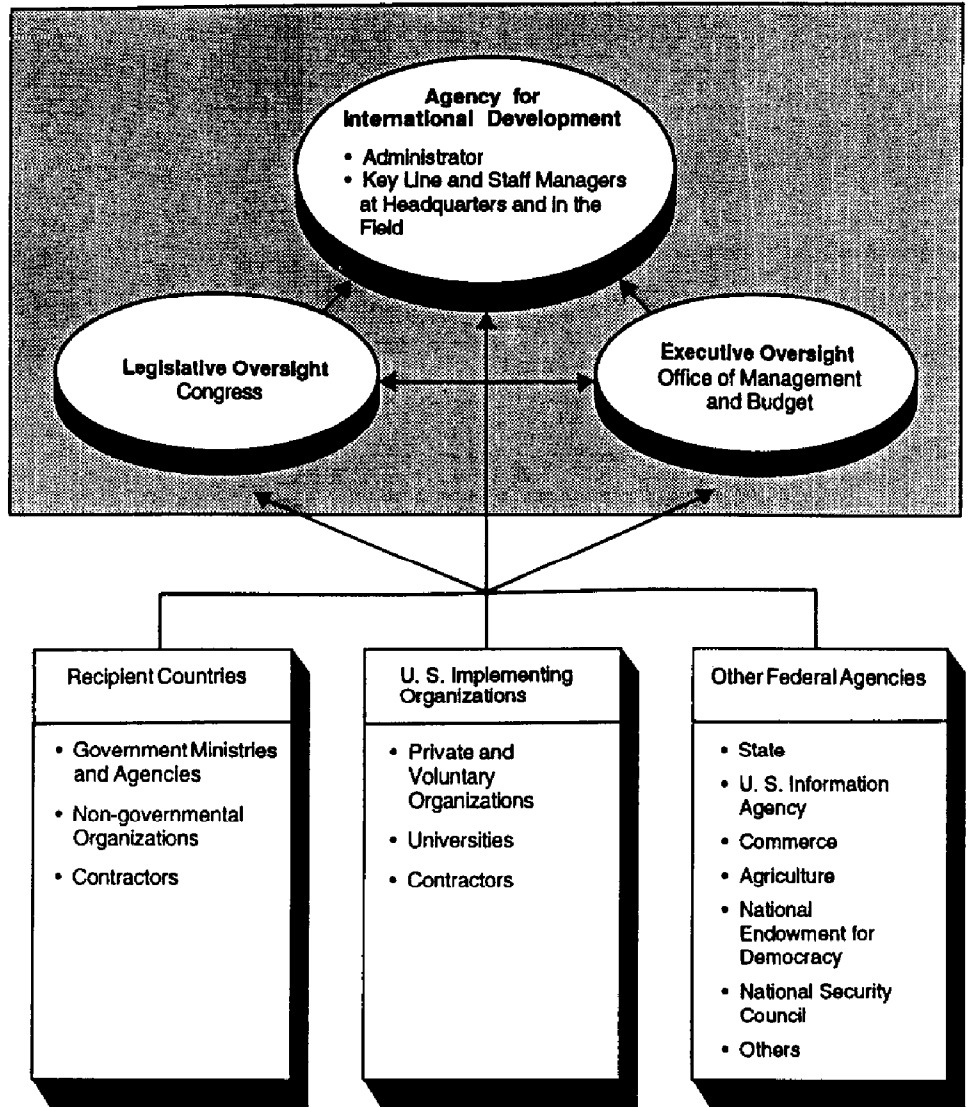 Agency for
International Development
• Administrator
• Key Line and Staff Managers
at Headquarters and in the
Field
Legislative Oversight
Congress
Executive Oversight
Office of Management
and Budget
Recipient Countries
• Government Ministries
and Agencies
• Non-governmental
Organizations
• Contractors
U. S. Implementing
Organizations
• Private and
Voluntary
Organizations
• Universities
• Contractors
Other Federal Agencies
• State
• U. S. Information
Agency
• Commerce
• Agriculture
• National
Endowment for
Democracy
• National Security
Council
• Others